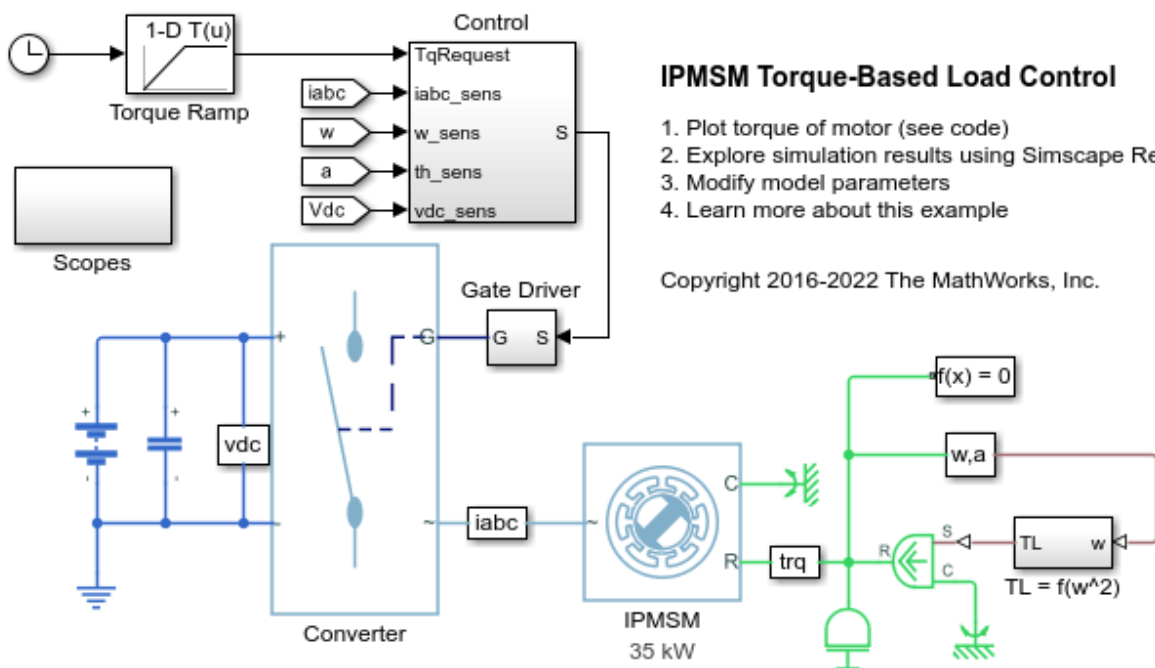 Control
1-D T(u)
Torque Ramp
TqRequest
iabc
iabc_sens
w
w_sens
S
a
th_sens
Vdc
vdc_sens
Scopes
IPMSM Torque-Based Load Control
1. Plot torque of motor (see code)
2. Explore simulation results using Simscape Re
3. Modify model parameters
4. Learn more about this example
Copyright 2016-2022 The MathWorks, Inc.
Gate Driver
+
G
G
S
+
+
vdc
-
-
-
~
iabc
~
Converter
C
R
IPMSM
35 kW
trq
f(x) = 0
w,a
R
S
C
TL
w
TL = f(w^2)